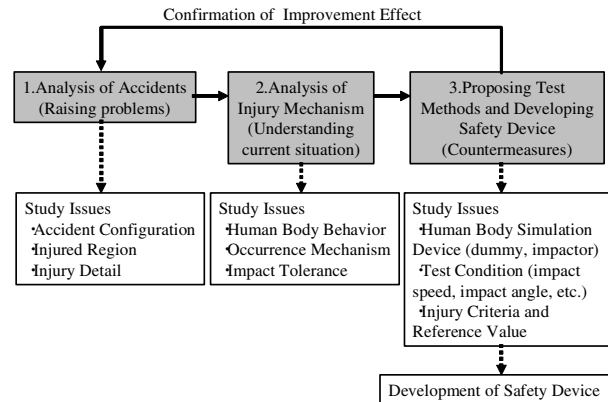 Confirmation of Improvement Effect
1.Analysis of Accidents
(Raising problems)
2.Analysis of
Injury Mechanism
(Understanding
current situation)
3.Proposing Test
Methods and Developing
Safety Device
(Countermeasures)
Study Issues
·Accident Configuration
·Injured Region
·Injury Detail
Study Issues
·Human Body Behavior
·Occurrence Mechanism
·Impact Tolerance
Study Issues
·Human Body Simulation
Device (dummy, impactor)
·Test Condition (impact
speed, impact angle, etc.)
·Injury Criteria and
Reference Value
Development of Safety Device